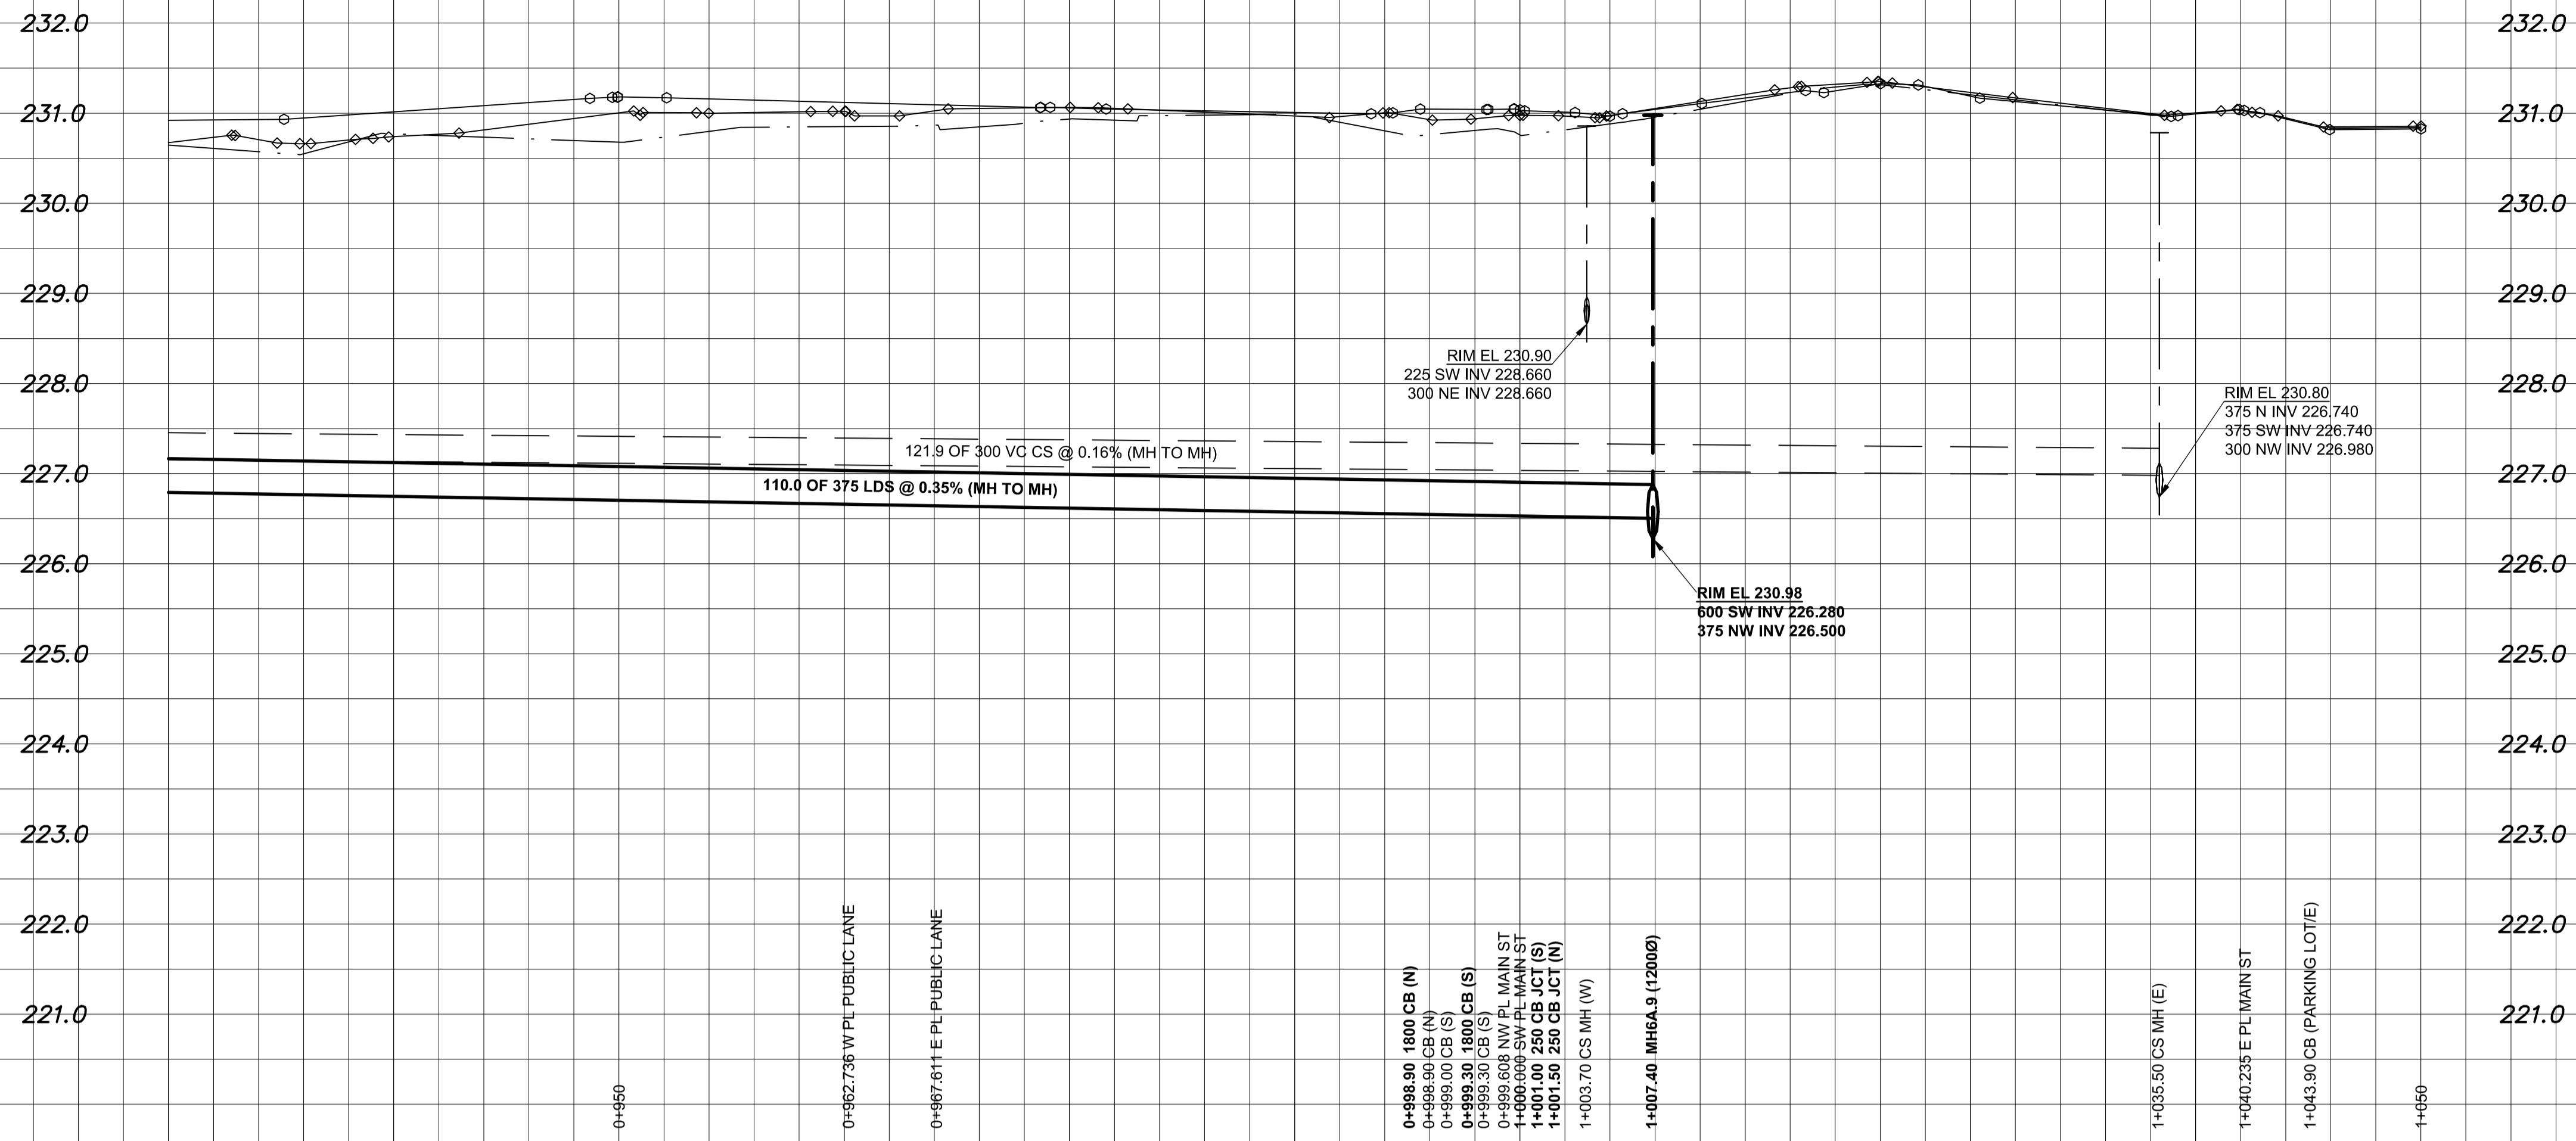 232.0 232.0
231.0 231.0
230.0 230.0
229.0 229.0
RIM EL 230.90
225 SW INV 228.660
300 NE INV 228.660
228.0 228.0
RIM EL 230.80
375 N INV 226.740
375 SW INV 226.740
300 NW INV 226.980
121.9 OF 300 VC CS @ 0.16% (MH TO MH)
227.0 227.0
110.0 OF 375 LDS @ 0.35% (MH TO MH)
226.0 226.0
RIM EL 230.98
600 SW INV 226.280
375 NW INV 226.500
225.0 225.0
224.0 224.0
223.0 223.0
222.0 222.0
221.0 221.0
0+950
0+962.736 W PL PUBLIC LANE
0+967.611 E PL PUBLIC LANE
0+998.90 1800 CB (N)
0+998.90 CB (N)
0+999.00 CB (S)
0+999.30 1800 CB (S)
0+999.30 CB (S)
0+999.608 NW PL MAIN ST
1+000.000 SW PL MAIN ST
1+001.00 250 CB JCT (S)
1+001.50 250 CB JCT (N)
1+003.70 CS MH (W)
1+007.40 MH6A.9 (1200Ø)
1+035.50 CS MH (E)
1+040.235 E PL MAIN ST
1+043.90 CB (PARKING LOT/E)
1+050